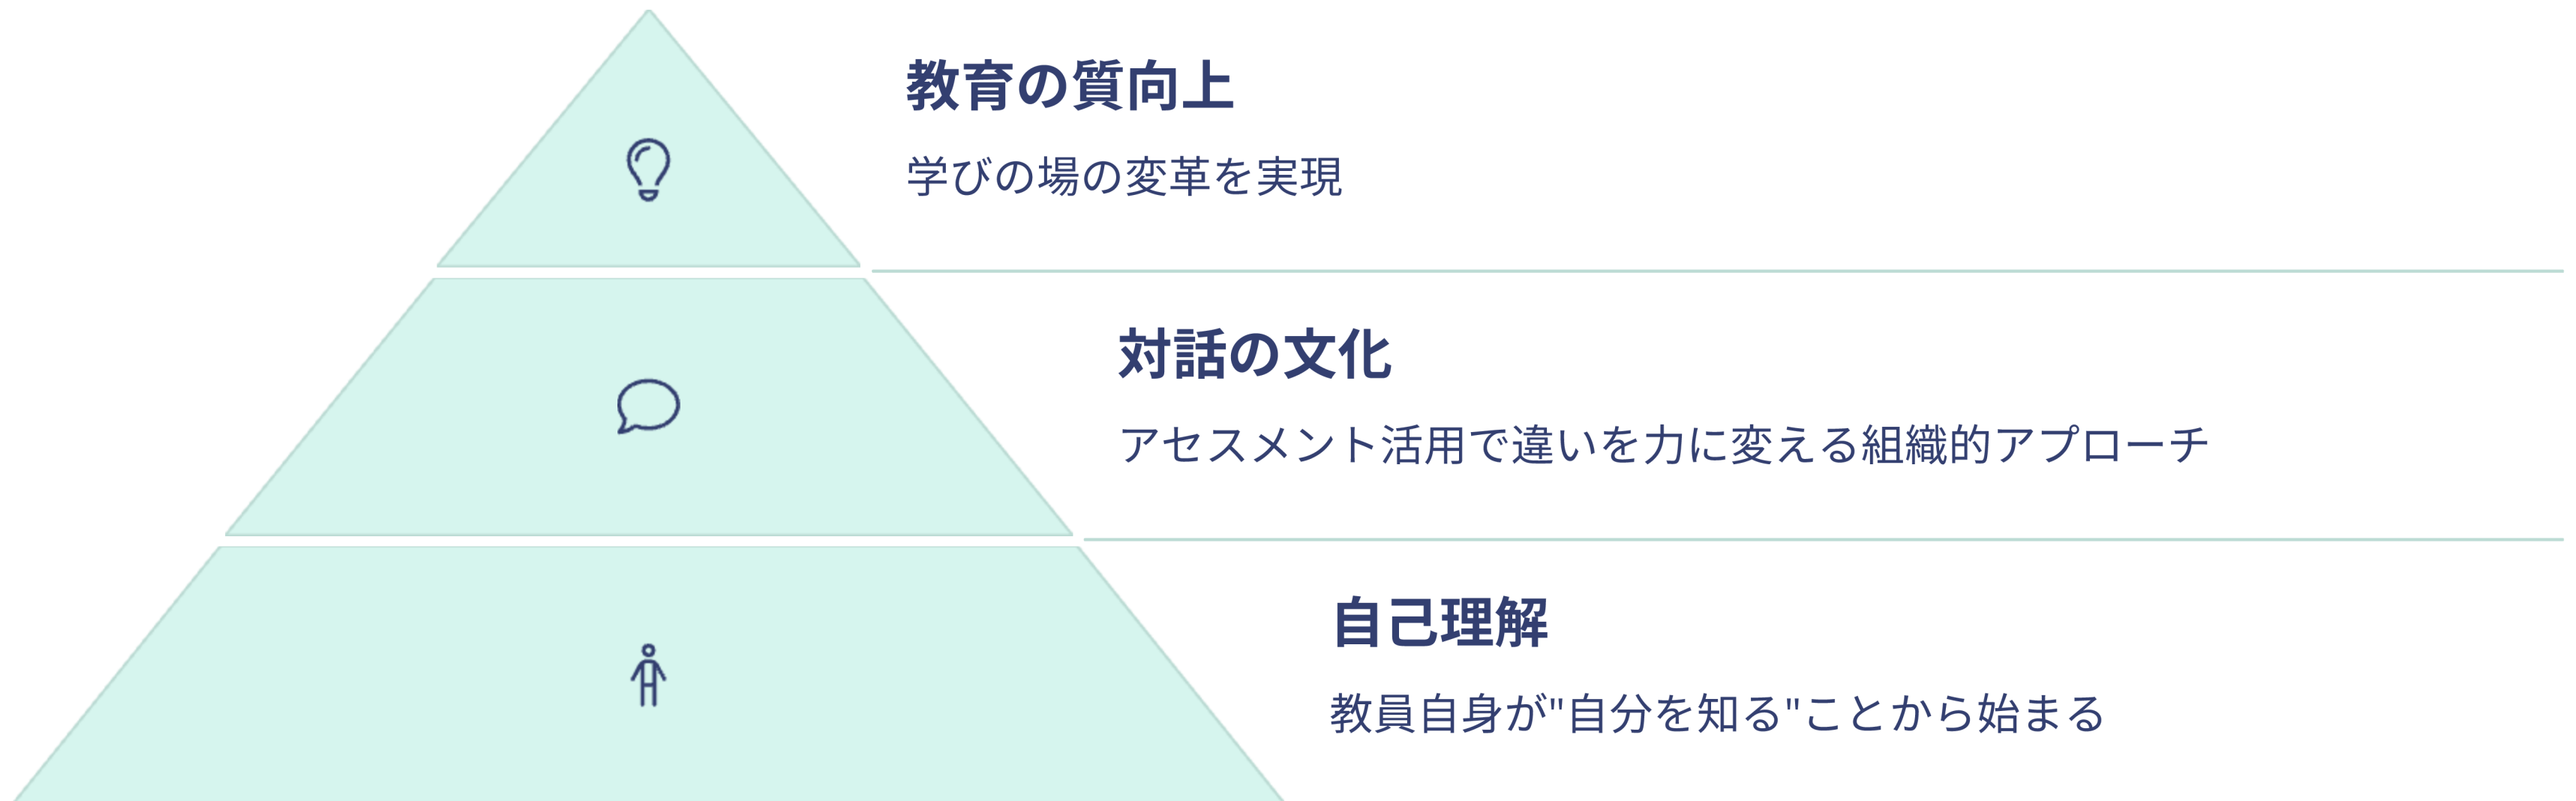 教育の質向上
学びの場の変革を実現
対話の文化
アセスメント活用で違いを力に変える組織的アプローチ
自己理解
教員自身が"自分を知る"ことから始まる